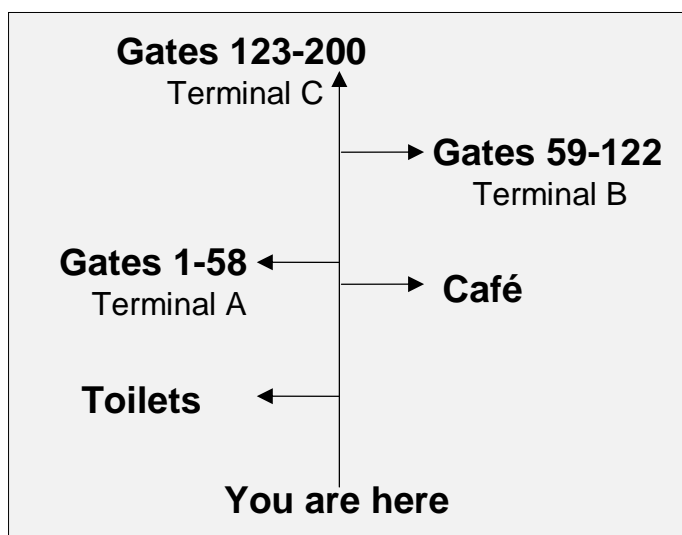 Gates 123-200
Terminal C
Gates 59-122
Terminal B
Gates 1-58
Terminal A
Café
Toilets
You are here